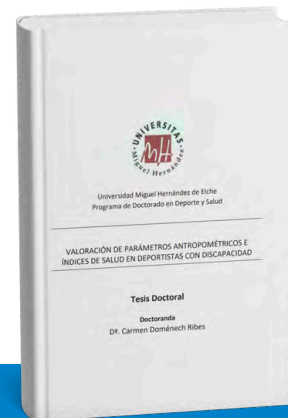 UNIVERSITAS
Miguel Hernández
Universidad Miguel Hernández de Elche
Programa de Doctorado en Deporte y Salud
VALORACIÓN DE PARÁMETROS ANTROPOMÉTRICOS E
ÍNDICES DE SALUD EN DEPORTISTAS CON DISCAPACIDAD
Tesis Doctoral
Doctoranda
Dª. Carmen Doménech Ribes